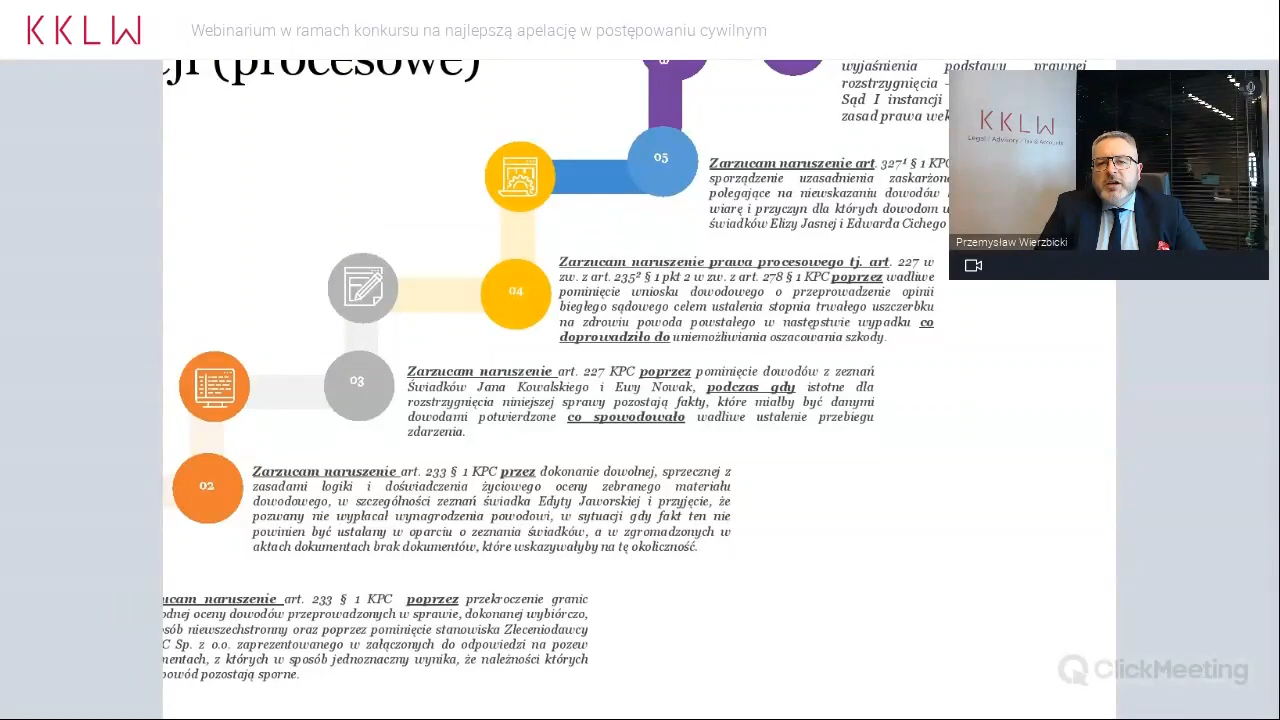 KKLW
Webinarium w ramach konkursu na najlepszą apelację w postępowaniu cywilnym
(procesowe)
wyjaśnienia podstawy prawnej
rozstrzygnięcia –
Sąd I instancji
zasad prawa
KKLW
Legal / Advisory / Tax & Accounts
Przemysław Wierzbicki
05
Zarzucam naruszenie art. 327¹ § 1 KPC
sporządzenie uzasadnienia
polegające na niewskazaniu dowodów
wiarę i przyczyn dla których dowodom
świadków Elizy Jasnej i Edwarda Cichego
04
Zarzucam naruszenie prawa procesowego tj. art. 227 w
zw. z art. 235² § 1 pkt 2 w zw. z art. 278 § 1 KPC poprzez wadliwe
pominięcie wniosku dowodowego o przeprowadzenie opinii
biegłego sądowego celem ustalenia stopnia trwałego uszczerbku
na zdrowiu powoda powstałego w następstwie wypadku co
doprowadziło do uniemożliwiania oszacowania szkody.
03
Zarzucam naruszenie art. 227 KPC poprzez pominięcie dowodów z zeznań
Świadków Jana Kowalskiego i Ewy Nowak, podczas gdy istotne dla
rozstrzygnięcia niniejszej sprawy pozostają fakty, które miałby być danymi
dowodami potwierdzone co spowodowało wadliwe ustalenie przebiegu
zdarzenia.
02
Zarzucam naruszenie art. 233 § 1 KPC przez dokonanie dowolnej, sprzecznej z
zasadami logiki i doświadczenia życiowego oceny zebranego materiału
dowodowego, w szczególności zeznań świadka Edyty Jaworskiej i przyjęcie, że
pozwany nie wypłacał wynagrodzenia powodowi, w sytuacji gdy fakt ten nie
powinien być ustalany w oparciu o zeznania świadków, a w zgromadzonych w
aktach dokumentach brak dokumentów, które wskazywałyby na tę okoliczność.
naruszenie art. 233 § 1 KPC poprzez przekroczenie granic
oceny dowodów przeprowadzonych w sprawie, dokonanej wybiórczo,
niewszechstronny oraz poprzez pominięcie stanowiska Zleceniodawcy
C Sp. z o.o. zaprezentowanego w załączonych do odpowiedzi na pozew
z których w sposób jednoznaczny wynika, że należności których
powód pozostają sporne.
ClickMeeting